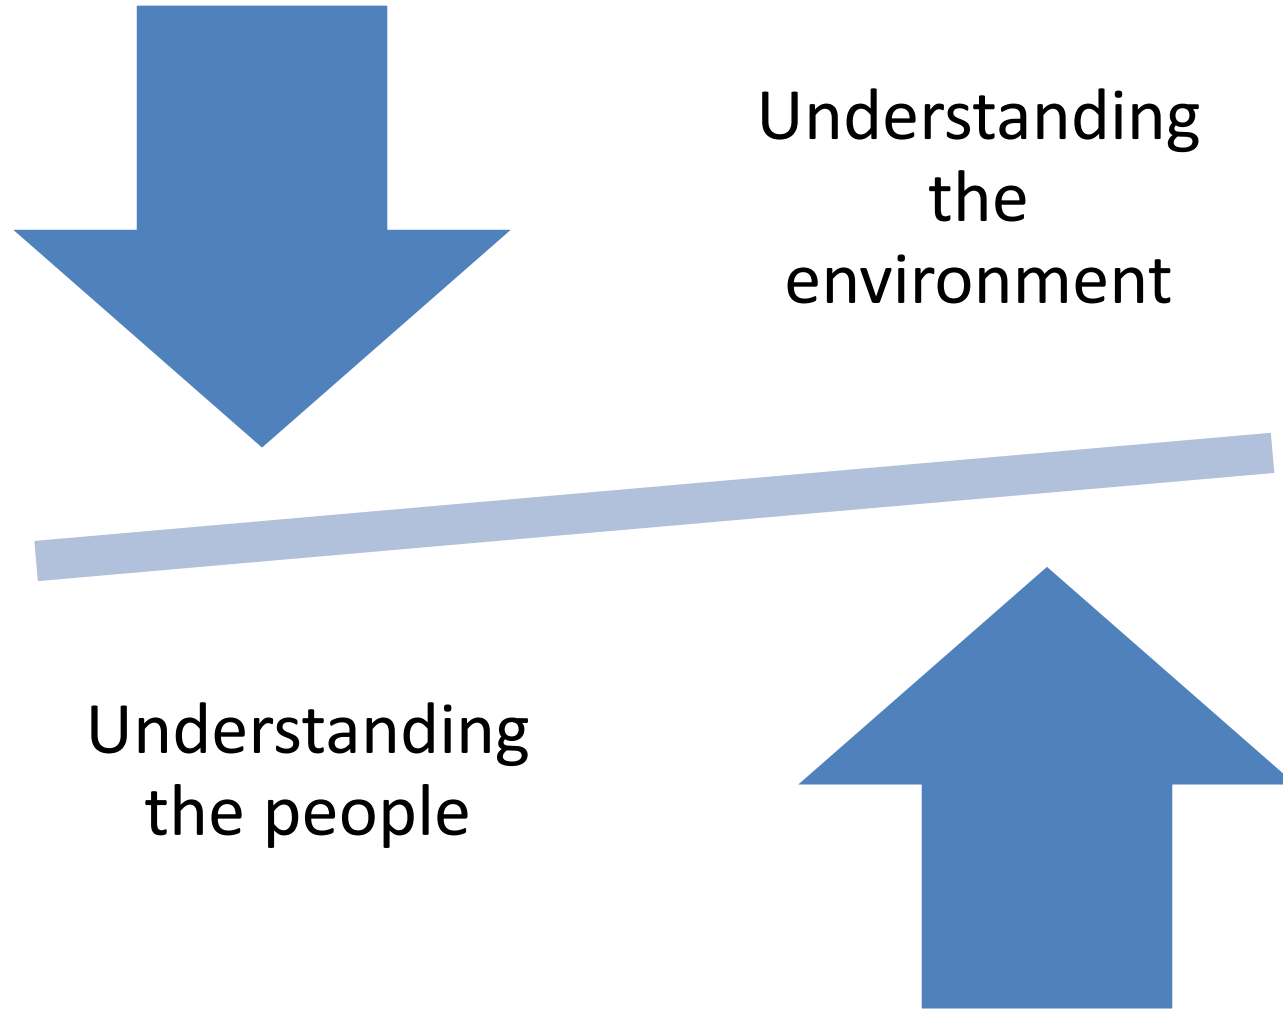 Understanding
the
environment
Understanding
the people